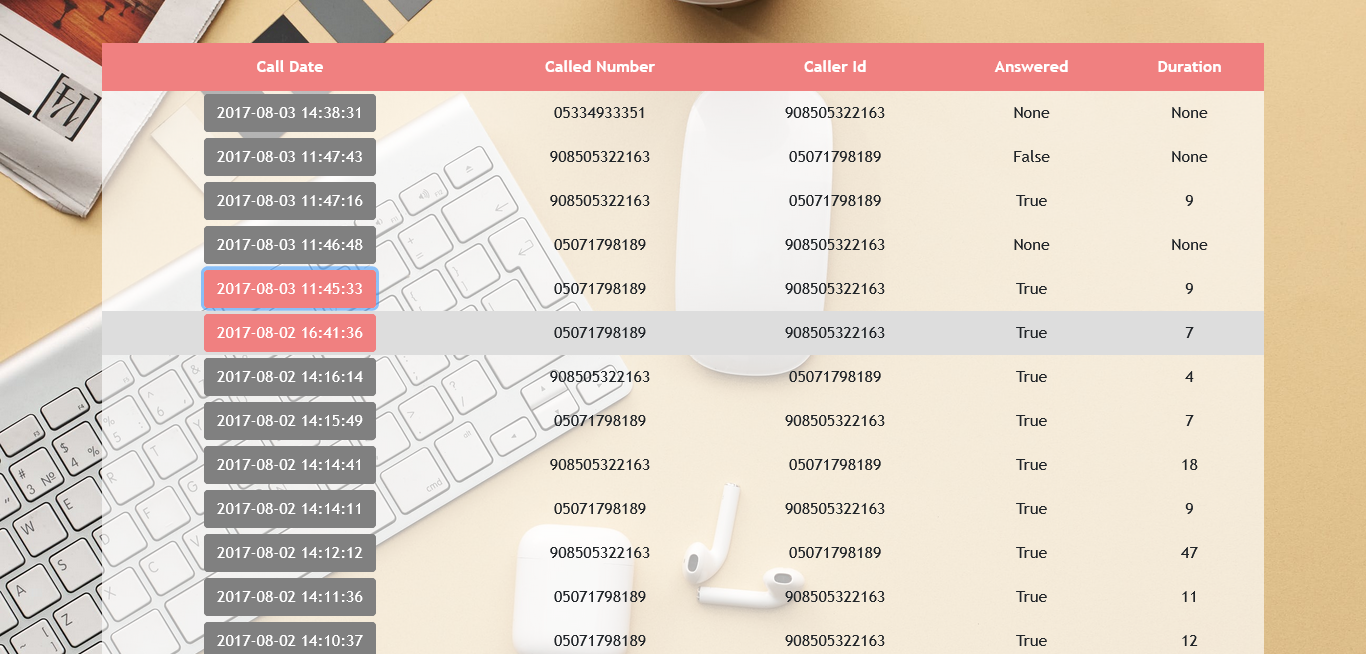 Call Date Called Number Caller Id Answered Duration
2017-08-03 14:38:31 05334933351 908505322163 None None
2017-08-03 11:47:43 908505322163 05071798189 False None
2017-08-03 11:47:16 908505322163 05071798189 True 9
2017-08-03 11:46:48 05071798189 908505322163 None None
2017-08-03 11:45:33 05071798189 908505322163 True 9
2017-08-02 16:41:36 05071798189 908505322163 True 7
2017-08-02 14:16:14 908505322163 05071798189 True 4
2017-08-02 14:15:49 05071798189 908505322163 True 7
2017-08-02 14:14:41 908505322163 05071798189 True 18
2017-08-02 14:14:11 05071798189 908505322163 True 9
2017-08-02 14:12:12 908505322163 05071798189 True 47
2017-08-02 14:11:36 05071798189 908505322163 True 11
2017-08-02 14:10:37 05071798189 908505322163 True 12